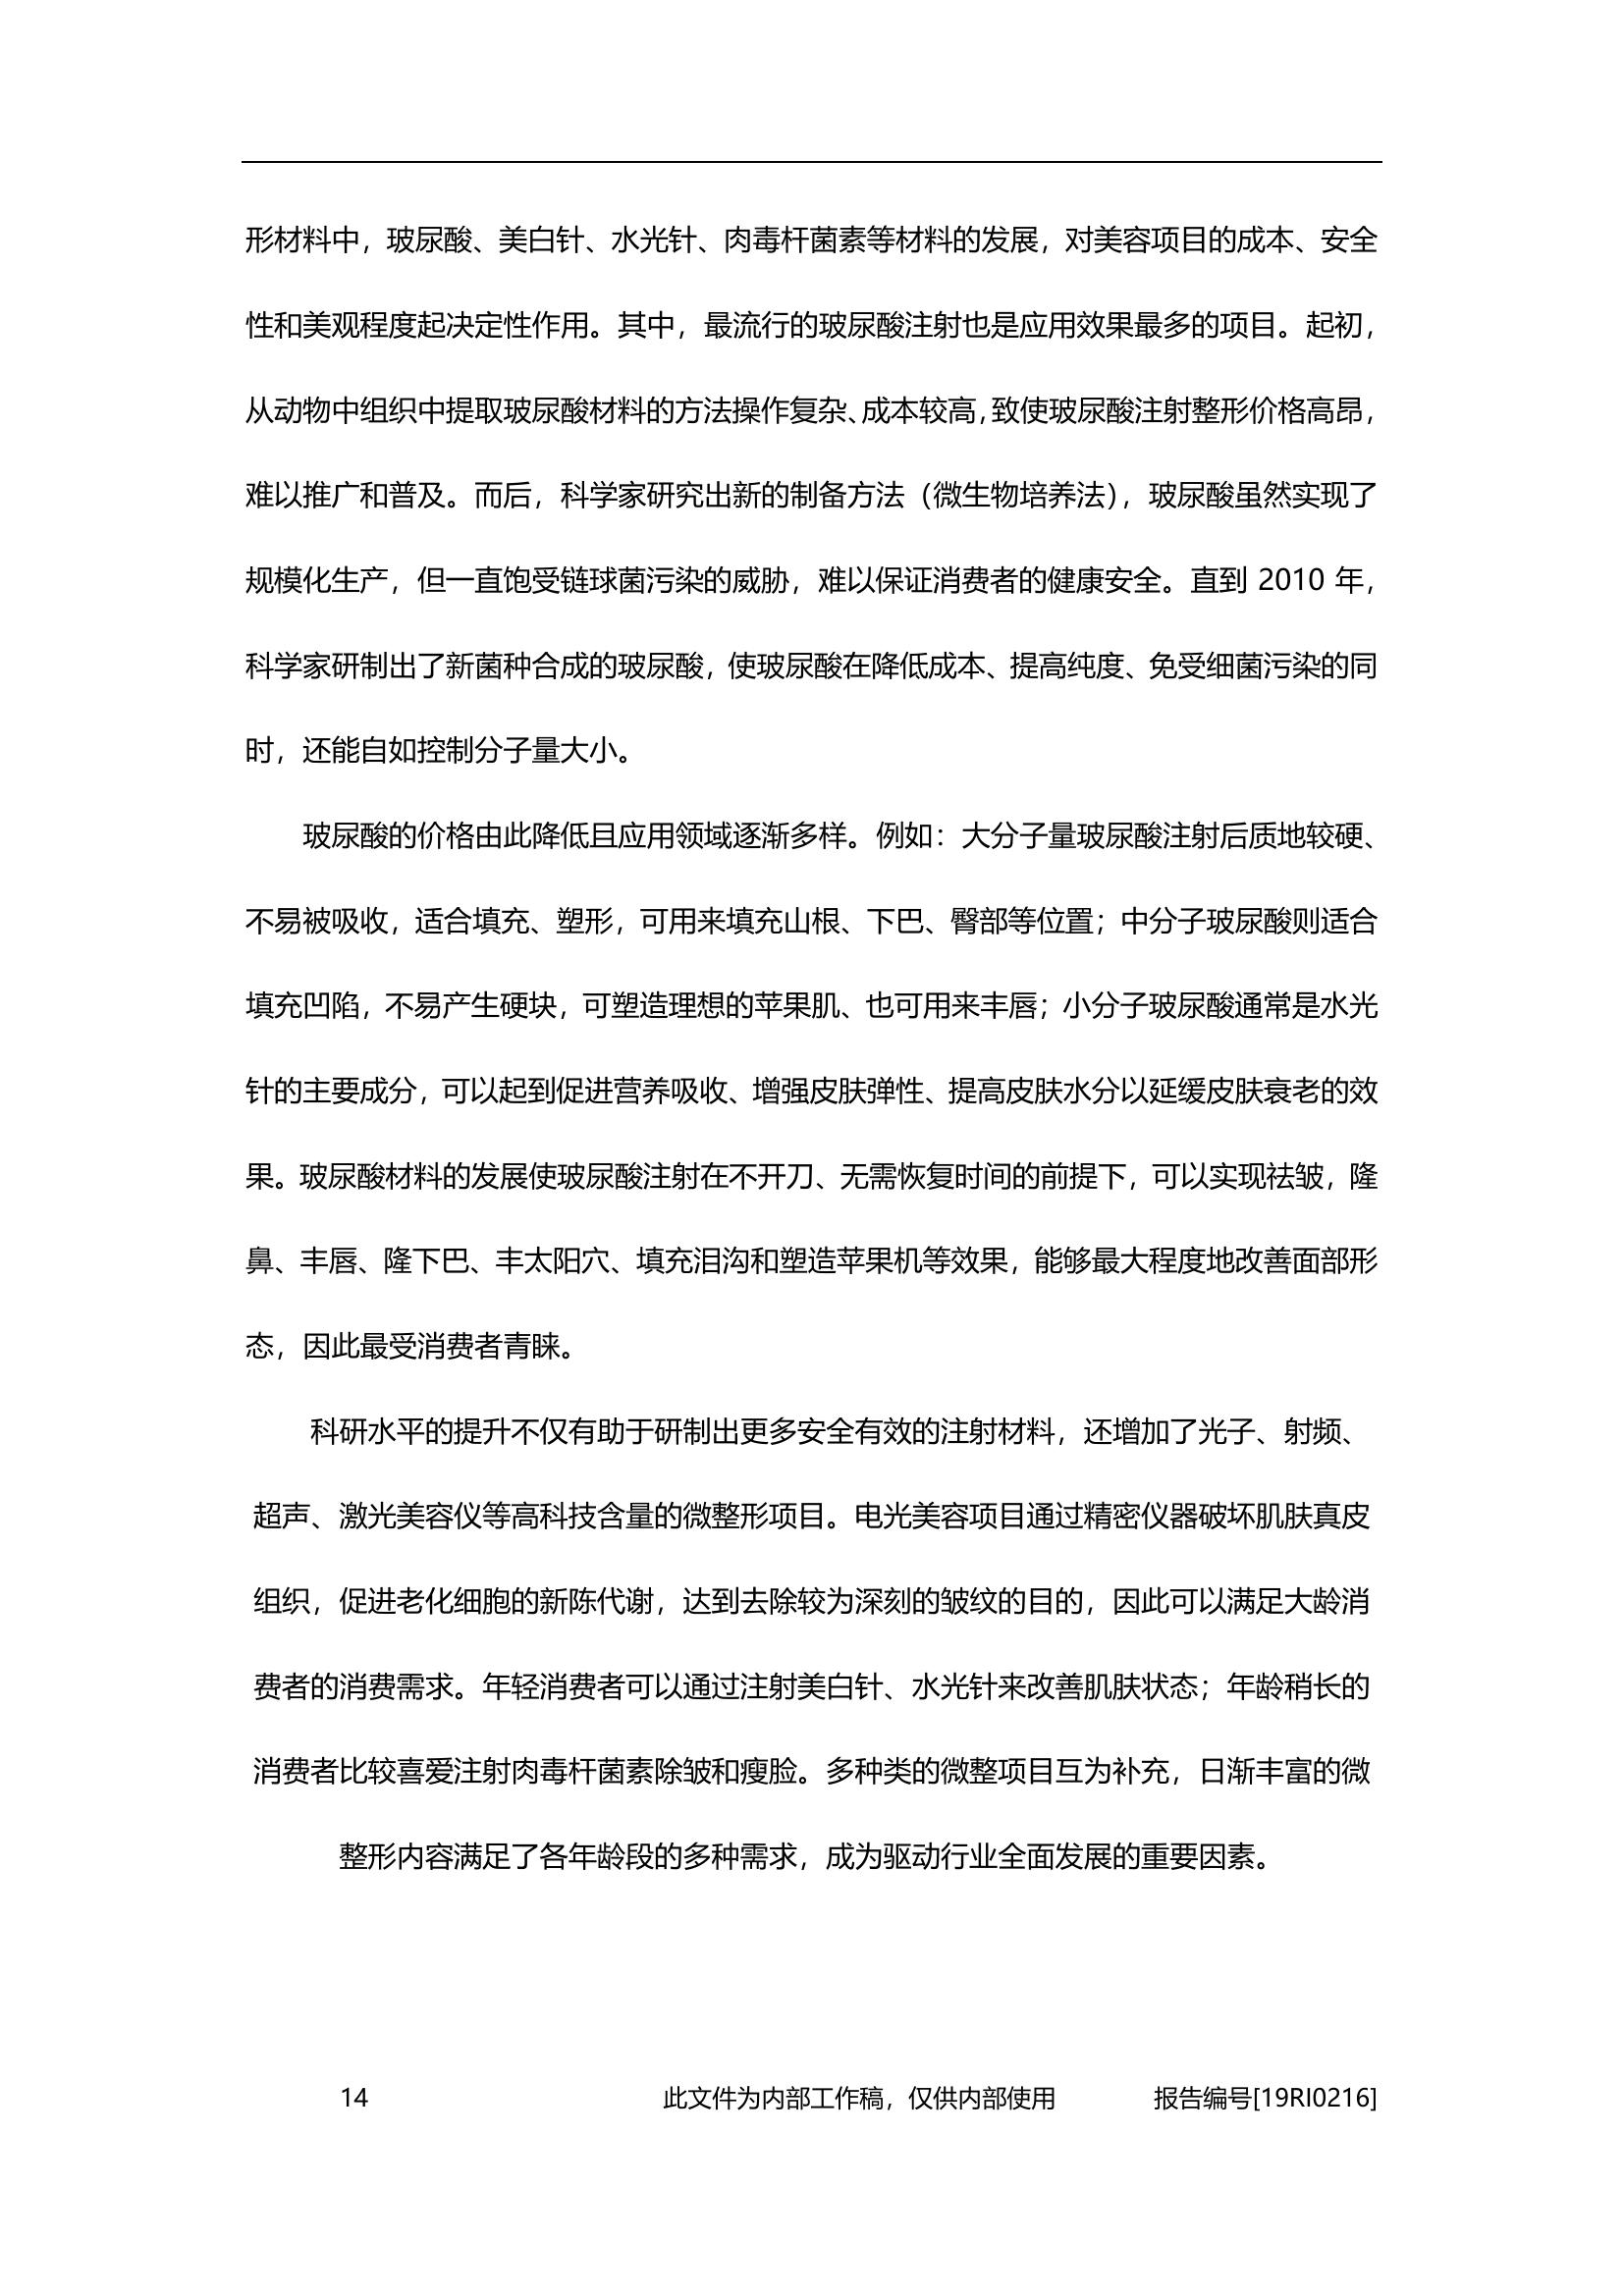 形材料中，玻尿酸、美白针、水光针、肉毒杆菌素等材料的发展，对美容项目的成本、安全
性和美观程度起决定性作用。其中，最流行的玻尿酸注射也是应用效果最多的项目。起初，
从动物中组织中提取玻尿酸材料的方法操作复杂、成本较高，致使玻尿酸注射整形价格高昂，
难以推广和普及。而后，科学家研究出新的制备方法（微生物培养法），玻尿酸虽然实现了
规模化生产，但一直饱受链球菌污染的威胁，难以保证消费者的健康安全。直到 2010 年，
科学家研制出了新菌种合成的玻尿酸，使玻尿酸在降低成本、提高纯度、免受细菌污染的同
时，还能自如控制分子量大小。
玻尿酸的价格由此降低且应用领域逐渐多样。例如：大分子量玻尿酸注射后质地较硬、
不易被吸收，适合填充、塑形，可用来填充山根、下巴、臀部等位置；中分子玻尿酸则适合
填充凹陷，不易产生硬块，可塑造理想的苹果肌、也可用来丰唇；小分子玻尿酸通常是水光
针的主要成分，可以起到促进营养吸收、增强皮肤弹性、提高皮肤水分以延缓皮肤衰老的效
果。玻尿酸材料的发展使玻尿酸注射在不开刀、无需恢复时间的前提下，可以实现祛皱，隆
鼻、丰唇、隆下巴、丰太阳穴、填充泪沟和塑造苹果机等效果，能够最大程度地改善面部形
态，因此最受消费者青睐。
科研水平的提升不仅有助于研制出更多安全有效的注射材料，还增加了光子、射频、
超声、激光美容仪等高科技含量的微整形项目。电光美容项目通过精密仪器破坏肌肤真皮
组织，促进老化细胞的新陈代谢，达到去除较为深刻的皱纹的目的，因此可以满足大龄消
费者的消费需求。年轻消费者可以通过注射美白针、水光针来改善肌肤状态；年龄稍长的
消费者比较喜爱注射肉毒杆菌素除皱和瘦脸。多种类的微整项目互为补充，日渐丰富的微
整形内容满足了各年龄段的多种需求，成为驱动行业全面发展的重要因素。
14 此文件为内部工作稿，仅供内部使用 报告编号[19RI0216]